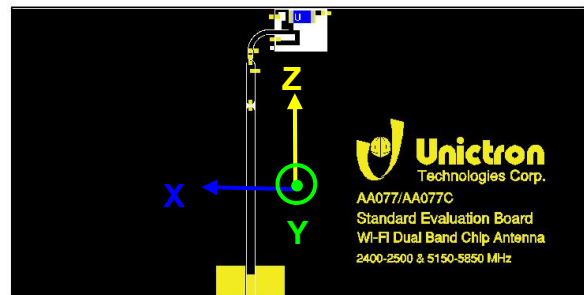 U
Z
X
Y
Unictron
Technologies Corp.
AA077/AA077C
Standard Evaluation Board
Wi-Fi Dual Band Chip Antenna
2400-2500 & 5150-5850 MHz